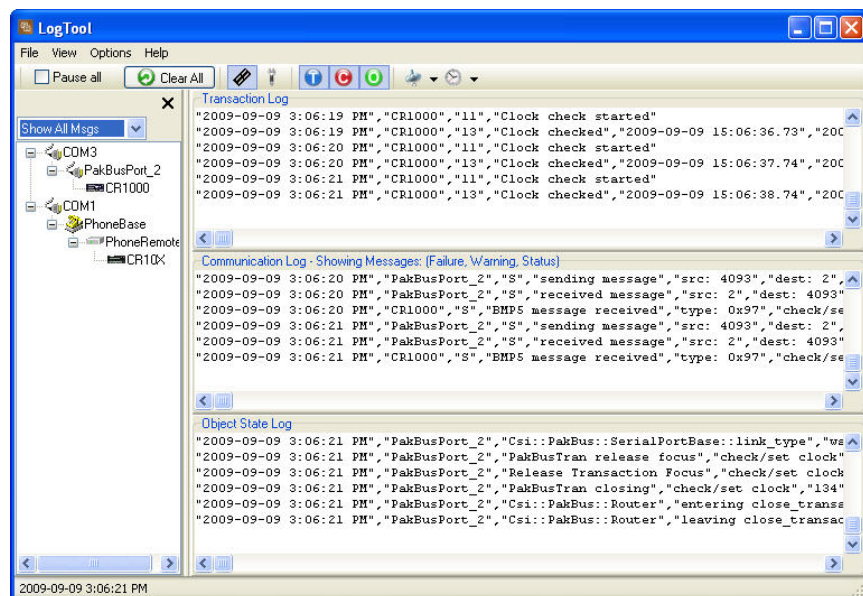 LogTool
File View Options Help
Pause all Clear All T C O
Show All Msgs
COM3
PakBusPort_2
CR1000
COM1
PhoneBase
PhoneRemote
CR10X
Transaction Log
"2009-09-09 3:06:19 PM","CR1000","11","Clock check started"
"2009-09-09 3:06:19 PM","CR1000","13","Clock checked","2009-09-09 15:06:36.73","200
"2009-09-09 3:06:20 PM","CR1000","11","Clock check started"
"2009-09-09 3:06:20 PM","CR1000","13","Clock checked","2009-09-09 15:06:37.74","200
"2009-09-09 3:06:21 PM","CR1000","11","Clock check started"
"2009-09-09 3:06:21 PM","CR1000","13","Clock checked","2009-09-09 15:06:38.74","200
Communication Log - Showing Messages: (Failure, Warning, Status)
"2009-09-09 3:06:20 PM","PakBusPort_2","S","sending message","src: 4093","dest: 2",
"2009-09-09 3:06:20 PM","PakBusPort_2","S","received message","src: 2","dest: 4093"
"2009-09-09 3:06:20 PM","CR1000","S","BMP5 message received","type: 0x97","check/se
"2009-09-09 3:06:21 PM","PakBusPort_2","S","sending message","src: 4093","dest: 2",
"2009-09-09 3:06:21 PM","PakBusPort_2","S","received message","src: 2","dest: 4093"
"2009-09-09 3:06:21 PM","CR1000","S","BMP5 message received","type: 0x97","check/se
Object State Log
"2009-09-09 3:06:21 PM","PakBusPort_2","Csi::PakBus::SerialPortBase::link_type","wa
"2009-09-09 3:06:21 PM","PakBusPort_2","PakBusTran release focus","check/set clock"
"2009-09-09 3:06:21 PM","PakBusPort_2","Release Transaction Focus","check/set clock
"2009-09-09 3:06:21 PM","PakBusPort_2","PakBusTran closing","check/set clock","134"
"2009-09-09 3:06:21 PM","PakBusPort_2","Csi::PakBus::Router","entering close_transa
"2009-09-09 3:06:21 PM","PakBusPort_2","Csi::PakBus::Router","leaving close_transac
2009-09-09 3:06:21 PM